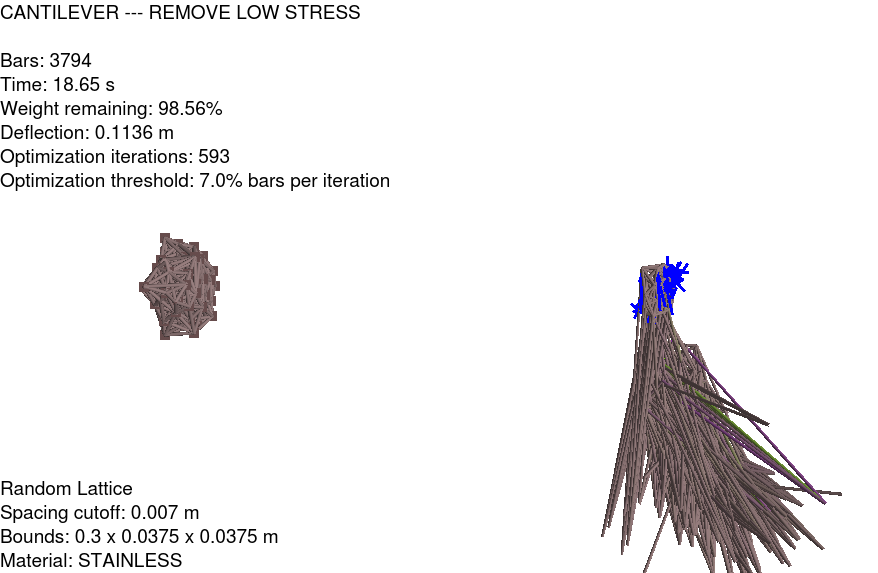 CANTILEVER --- REMOVE LOW STRESS
Bars: 3794
Time: 18.65 s
Weight remaining: 98.56%
Deflection: 0.1136 m
Optimization iterations: 593
Optimization threshold: 7.0% bars per iteration
Random Lattice
Spacing cutoff: 0.007 m
Bounds: 0.3 x 0.0375 x 0.0375 m
Material: STAINLESS